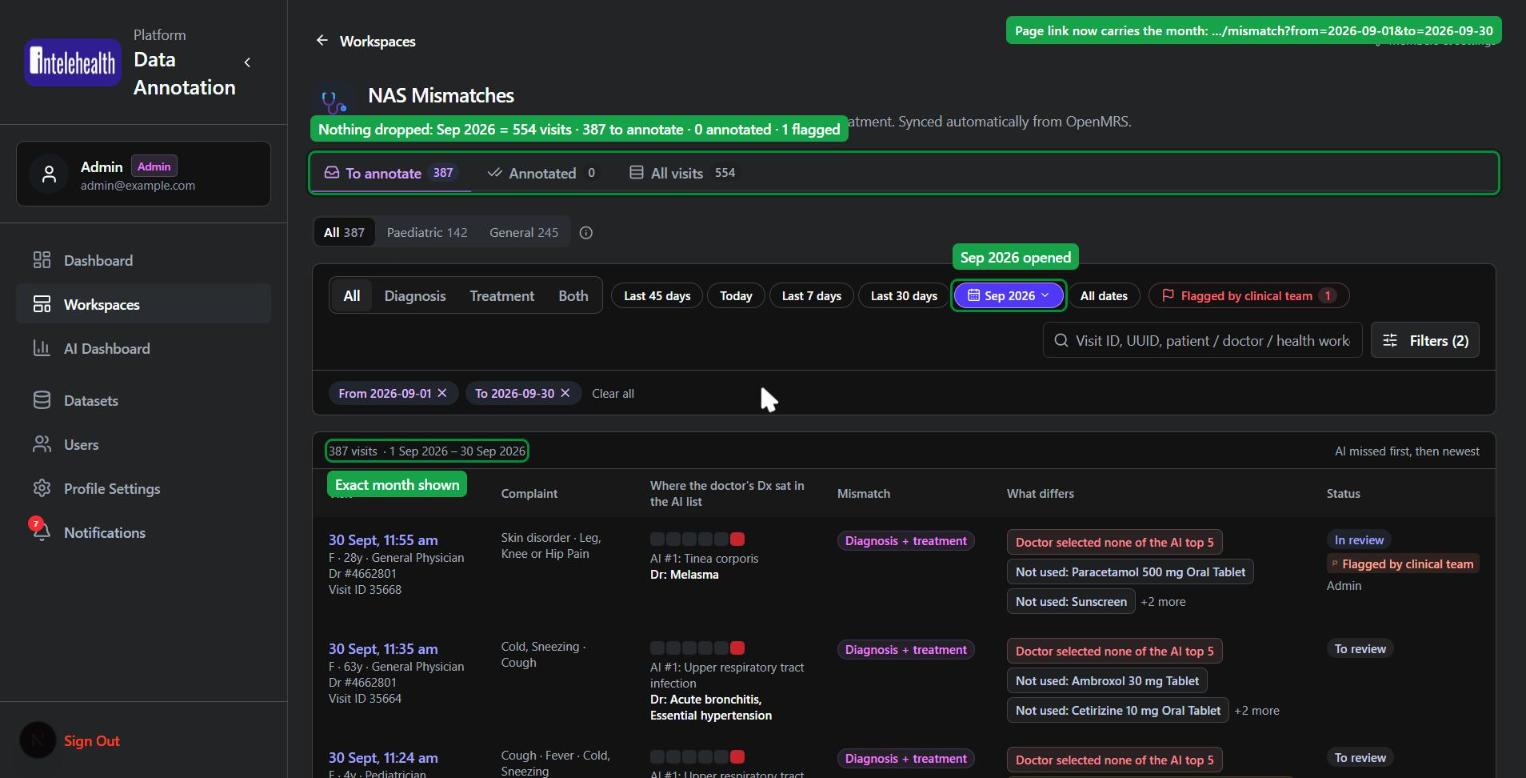 intelehealth
Platform
Data
Annotation
Admin Admin
admin@example.com
Dashboard
Workspaces
AI Dashboard
Datasets
Users
Profile Settings
7
Notifications
N
Sign Out
Workspaces
Page link now carries the month: .../mismatch?from=2026-09-01&to=2026-09-30
NAS Mismatches
Nothing dropped: Sep 2026 = 554 visits · 387 to annotate · 0 annotated · 1 flagged
atment. Synced automatically from OpenMRS.
To annotate 387 Annotated 0 All visits 554
All 387 Paediatric 142 General 245
Sep 2026 opened
All Diagnosis Treatment Both Last 45 days Today Last 7 days Last 30 days Sep 2026 All dates Flagged by clinical team 1
Visit ID, UUID, patient / doctor / health work Filters (2)
From 2026-09-01 To 2026-09-30 Clear all
387 visits · 1 Sep 2026 – 30 Sep 2026 AI missed first, then newest
Exact month shown
Complaint
Where the doctor's Dx sat in
the AI list
Mismatch
What differs
Status
30 Sept, 11:55 am
F · 28y · General Physician
Dr #4662801
Visit ID 35668
Skin disorder · Leg,
Knee or Hip Pain
AI #1: Tinea corporis
Dr: Melasma
Diagnosis + treatment
Doctor selected none of the AI top 5
Not used: Paracetamol 500 mg Oral Tablet
Not used: Sunscreen +2 more
In review
Flagged by clinical team
Admin
30 Sept, 11:35 am
F · 63y · General Physician
Dr #4662801
Visit ID 35664
Cold, Sneezing ·
Cough
AI #1: Upper respiratory tract
infection
Dr: Acute bronchitis,
Essential hypertension
Diagnosis + treatment
Doctor selected none of the AI top 5
Not used: Ambroxol 30 mg Tablet
Not used: Cetirizine 10 mg Oral Tablet +2 more
To review
30 Sept, 11:24 am
F · 4y · Pediatrician
Cough · Fever · Cold,
Sneezing
AI #1: Upper respiratory tract
Diagnosis + treatment
Doctor selected none of the AI top 5
To review